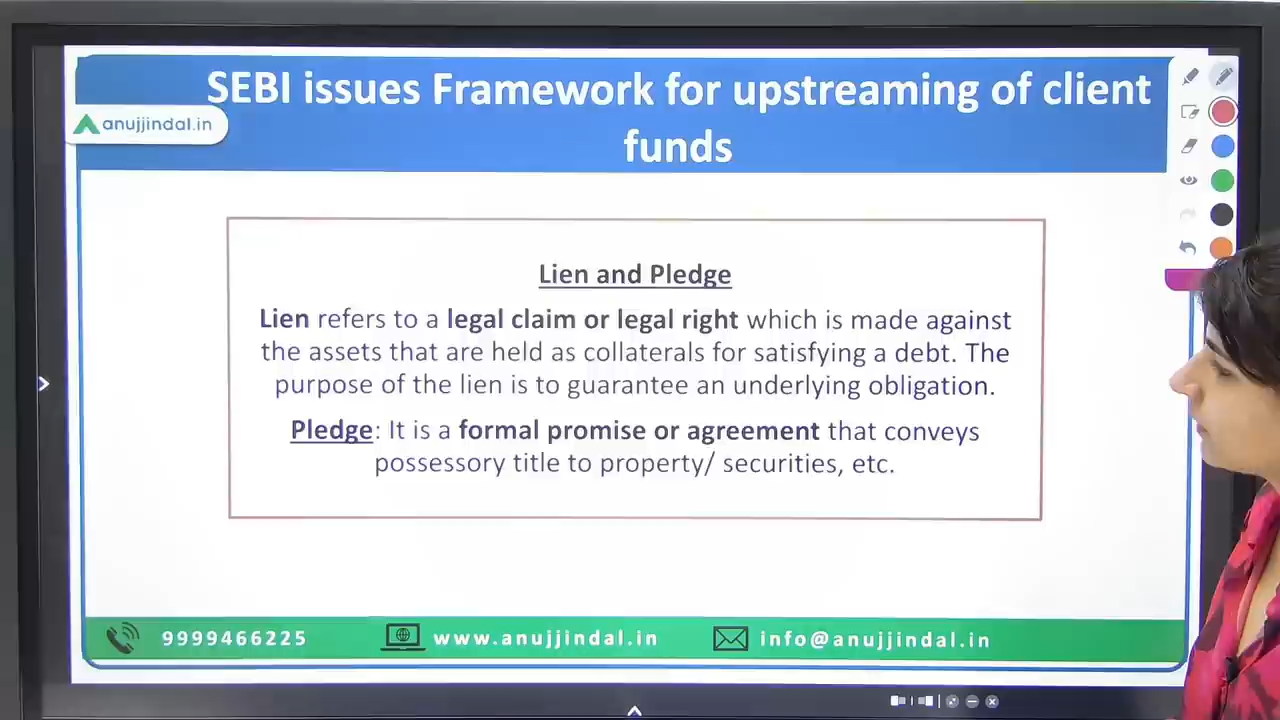 SEBI issues Framework for upstreaming of client
funds
anujjindal.in
Lien and Pledge
Lien refers to a legal claim or legal right which is made against
the assets that are held as collaterals for satisfying a debt. The
purpose of the lien is to guarantee an underlying obligation.
Pledge: It is a formal promise or agreement that conveys
possessory title to property/ securities, etc.
9999466225
www.anujjindal.in
info@anujjindal.in